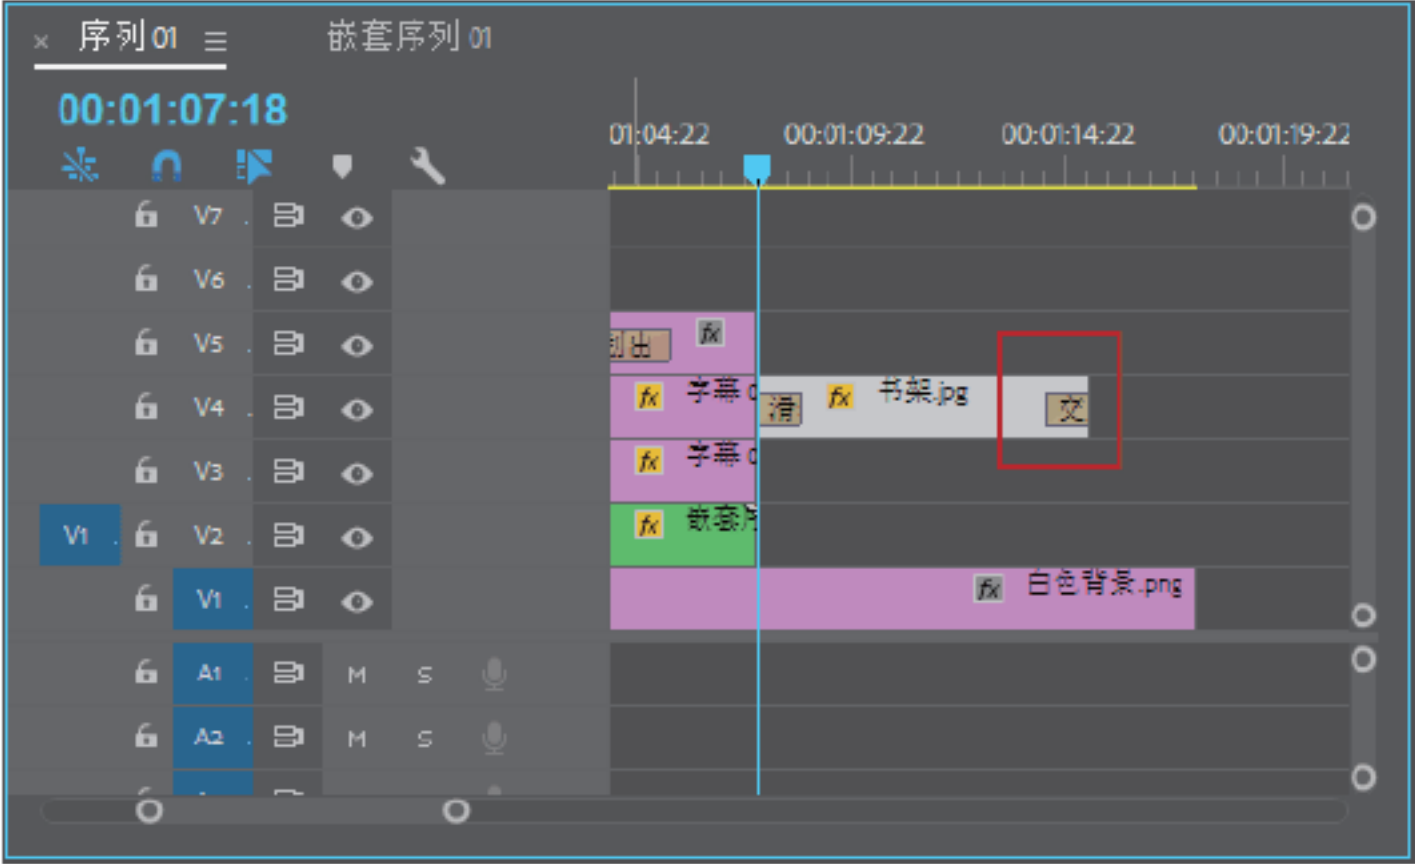 × 序列 01 ≡ 嵌套序列 01
00:01:07:18
01:04:22 00:01:09:22 00:01:14:22 00:01:19:22
V7
V6
V5 出 fx
V4 fx 字幕 0 滑 fx 书架.jpg 交
V3 fx 字幕 0
V1 V2 fx 嵌套序
V1 fx 白色背景.png
A1 M S
A2 M S